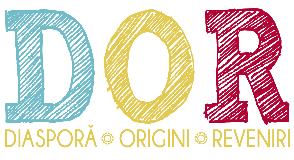 DOR
DIASPORĂ ۞ ORIGINI ۞ REVENIRI